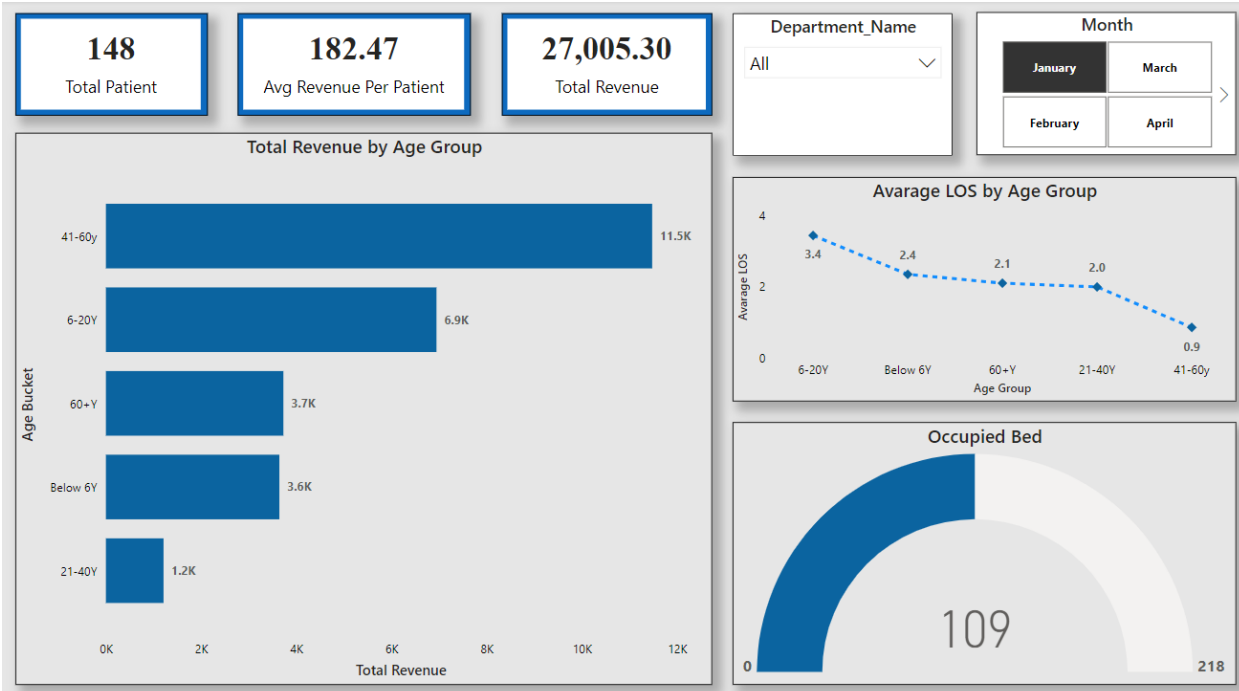 148
Total Patient
182.47
Avg Revenue Per Patient
27,005.30
Total Revenue
Department_Name
All
Month
January
March
February
April
Total Revenue by Age Group
Age Bucket
41-60y
11.5K
6-20Y
6.9K
60+Y
3.7K
Below 6Y
3.6K
21-40Y
1.2K
0K 2K 4K 6K 8K 10K 12K
Total Revenue
Avarage LOS by Age Group
Avarage LOS
4
2
0
3.4
2.4
2.1
2.0
0.9
6-20Y Below 6Y 60+Y 21-40Y 41-60y
Age Group
Occupied Bed
109
0
218